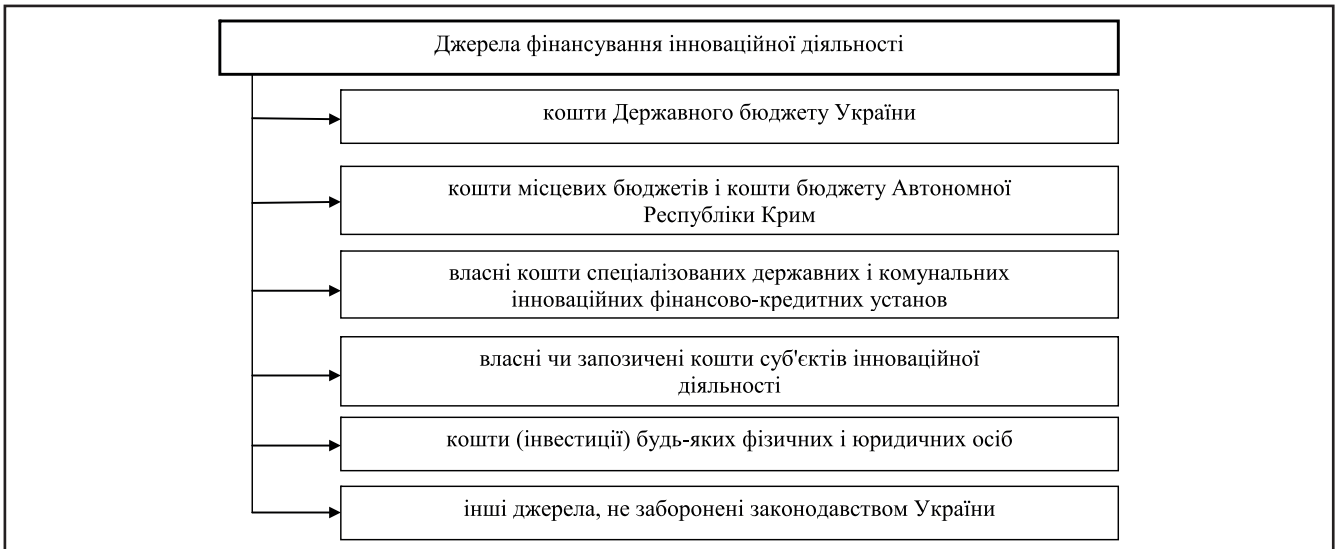 Джерела фінансування інноваційної діяльності
кошти Державного бюджету України
кошти місцевих бюджетів і кошти бюджету Автономної
Республіки Крим
власні кошти спеціалізованих державних і комунальних
інноваційних фінансово-кредитних установ
власні чи запозичені кошти суб'єктів інноваційної
діяльності
кошти (інвестиції) будь-яких фізичних і юридичних осіб
інші джерела, не заборонені законодавством України